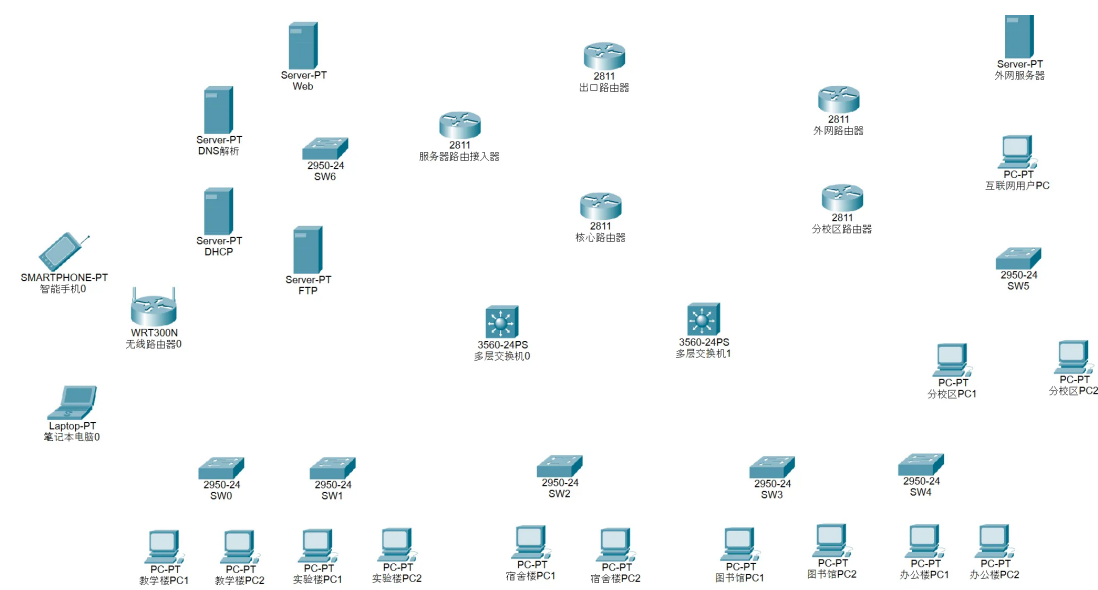 Server-PT
Web
2811
出口路由器
Server-PT
外网服务器
Server-PT
DNS解析
2950-24
SW6
2811
服务器路由接入器
2811
外网路由器
PC-PT
互联网用户PC
Server-PT
DHCP
2811
核心路由器
2811
分校区路由器
SMARTPHONE-PT
智能手机0
Server-PT
FTP
2950-24
SW5
WRT300N
无线路由器0
3560-24PS
多层交换机0
3560-24PS
多层交换机1
PC-PT
分校区PC1
PC-PT
分校区PC2
Laptop-PT
笔记本电脑0
2950-24
SW0
2950-24
SW1
2950-24
SW2
2950-24
SW3
2950-24
SW4
PC-PT
教学楼PC1
PC-PT
教学楼PC2
PC-PT
实验楼PC1
PC-PT
实验楼PC2
PC-PT
宿舍楼PC1
PC-PT
宿舍楼PC2
PC-PT
图书馆PC1
PC-PT
图书馆PC2
PC-PT
办公楼PC1
PC-PT
办公楼PC2